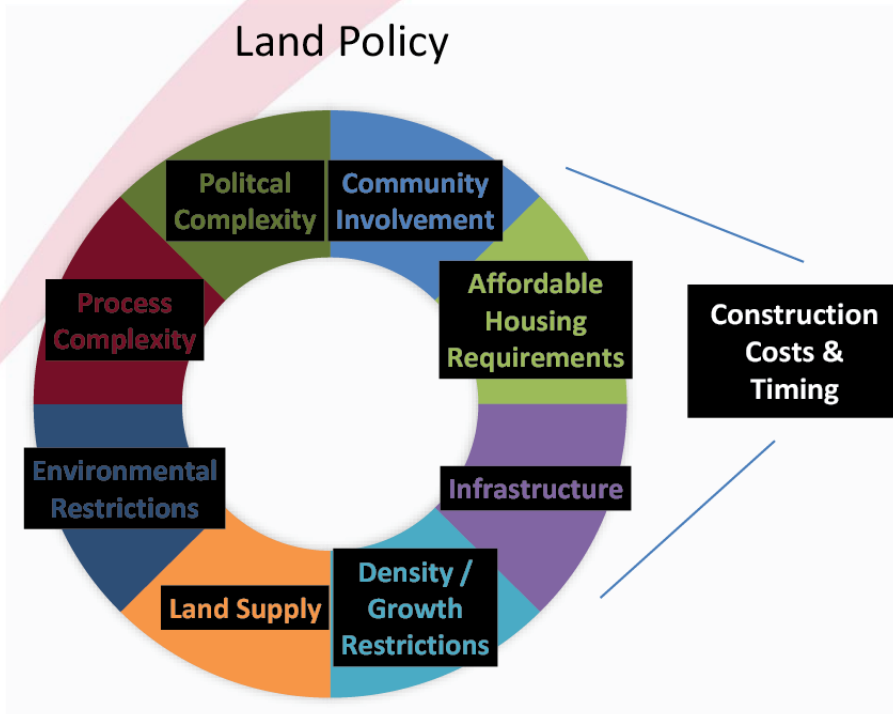 Land Policy
Politcal
Complexity
Community
Involvement
Process
Complexity
Affordable
Housing
Requirements
Construction
Costs &
Timing
Environmental
Restrictions
Infrastructure
Land Supply
Density /
Growth
Restrictions